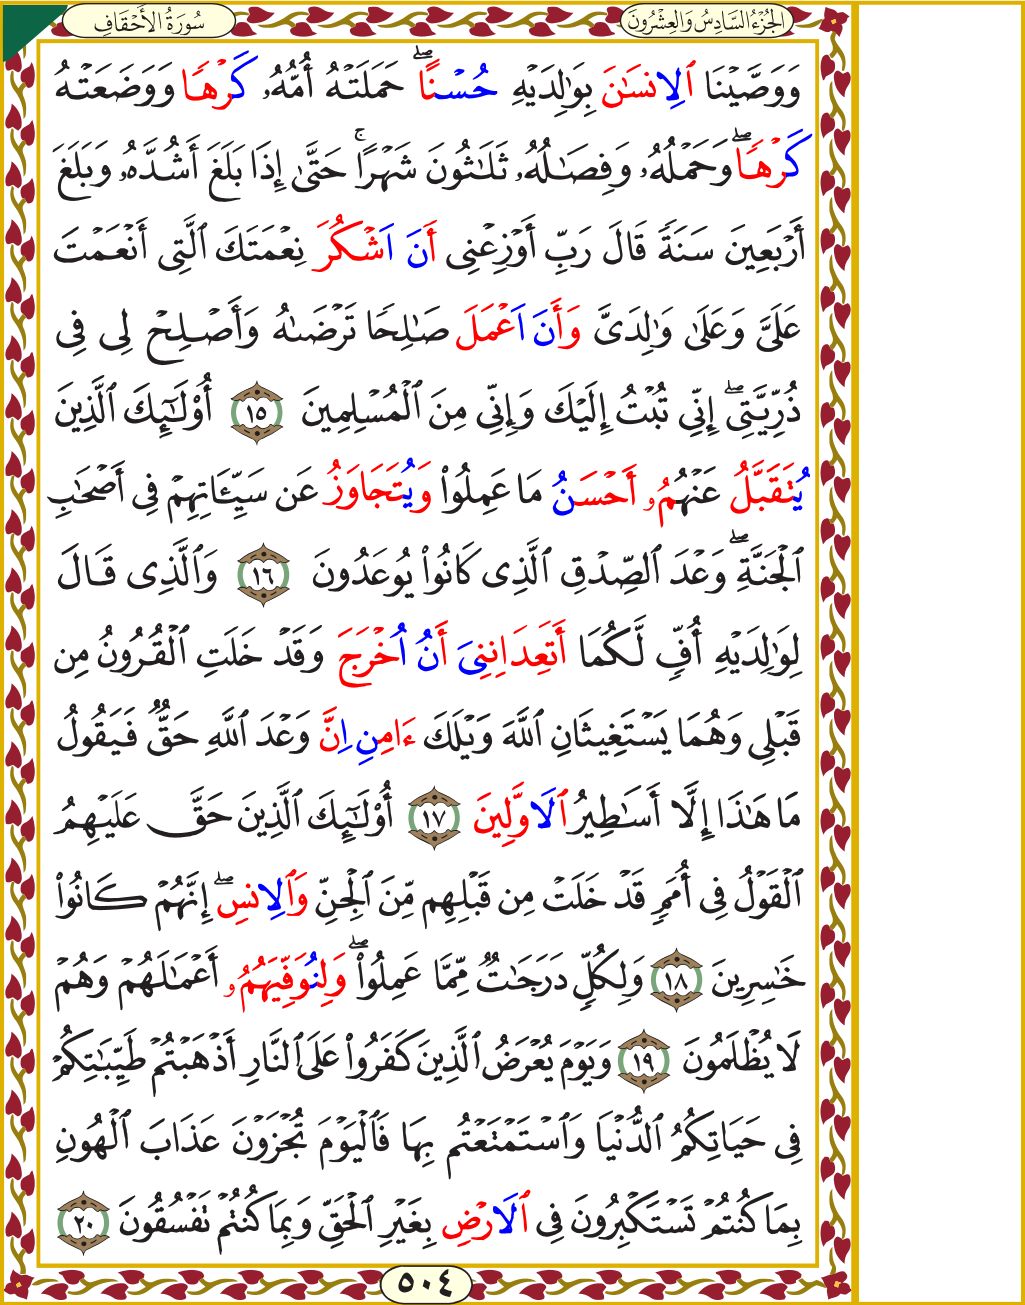 الجُزْءُ السَّادِسُ وَالعِشْرُونَ
سُورَةُ الأَحْقَافِ
وَوَصَّيْنَا ٱلِانسَٰنَ بِوَٰلِدَيْهِ حُسْنًاۖ حَمَلَتْهُ أُمُّهُۥ كَرْهًا وَوَضَعَتْهُ
كَرْهًاۖ وَحَمْلُهُۥ وَفِصَٰلُهُۥ ثَلَٰثُونَ شَهْرًاۚ حَتَّىٰ إِذَا بَلَغَ أَشُدَّهُۥ وَبَلَغَ
أَرْبَعِينَ سَنَةً قَالَ رَبِّ أَوْزِعْنِى أَنَ اَشْكُرَ نِعْمَتَكَ ٱلَّتِى أَنْعَمْتَ
عَلَىَّ وَعَلَىٰ وَٰلِدَىَّ وَأَنَ اَعْمَلَ صَٰلِحًا تَرْضَىٰهُ وَأَصْلِحْ لِى فِى
ذُرِّيَّتِىۖ إِنِّى تُبْتُ إِلَيْكَ وَإِنِّى مِنَ ٱلْمُسْلِمِينَ ١٥ أُو۟لَٰٓئِكَ ٱلَّذِينَ
يُتَقَبَّلُ عَنْهُمُۥ أَحْسَنُ مَا عَمِلُوا۟ وَيُتَجَاوَزُ عَن سَيِّـَٔاتِهِمْ فِى أَصْحَٰبِ
ٱلْجَنَّةِۖ وَعْدَ ٱلصِّدْقِ ٱلَّذِى كَانُوا۟ يُوعَدُونَ ١٦ وَٱلَّذِى قَالَ
لِوَٰلِدَيْهِ أُفٍّ لَّكُمَا أَتَعِدَانِنِىَ أَنُ اُخْرَجَ وَقَدْ خَلَتِ ٱلْقُرُونُ مِن
قَبْلِى وَهُمَا يَسْتَغِيثَانِ ٱللَّهَ وَيْلَكَ ءَامِنِ اِنَّ وَعْدَ ٱللَّهِ حَقٌّ فَيَقُولُ
مَا هَٰذَا إِلَّا أَسَٰطِيرُ ٱلَاوَّلِينَ ١٧ أُو۟لَٰٓئِكَ ٱلَّذِينَ حَقَّ عَلَيْهِمُ
ٱلْقَوْلُ فِى أُمَمٍ قَدْ خَلَتْ مِن قَبْلِهِم مِّنَ ٱلْجِنِّ وَٱلِانسِۖ إِنَّهُمْ كَانُوا۟
خَٰسِرِينَ ١٨ وَلِكُلٍّ دَرَجَٰتٌ مِّمَّا عَمِلُوا۟ۖ وَلِنُوَفِّيَهُمُۥ أَعْمَٰلَهُمْ وَهُمْ
لَا يُظْلَمُونَ ١٩ وَيَوْمَ يُعْرَضُ ٱلَّذِينَ كَفَرُوا۟ عَلَى ٱلنَّارِ أَذْهَبْتُمْ طَيِّبَٰتِكُمْ
فِى حَيَاتِكُمُ ٱلدُّنْيَا وَٱسْتَمْتَعْتُم بِهَا فَٱلْيَوْمَ تُجْزَوْنَ عَذَابَ ٱلْهُونِ
بِمَا كُنتُمْ تَسْتَكْبِرُونَ فِى ٱلَارْضِ بِغَيْرِ ٱلْحَقِّ وَبِمَا كُنتُمْ تَفْسُقُونَ ٢٠
٥٠٤